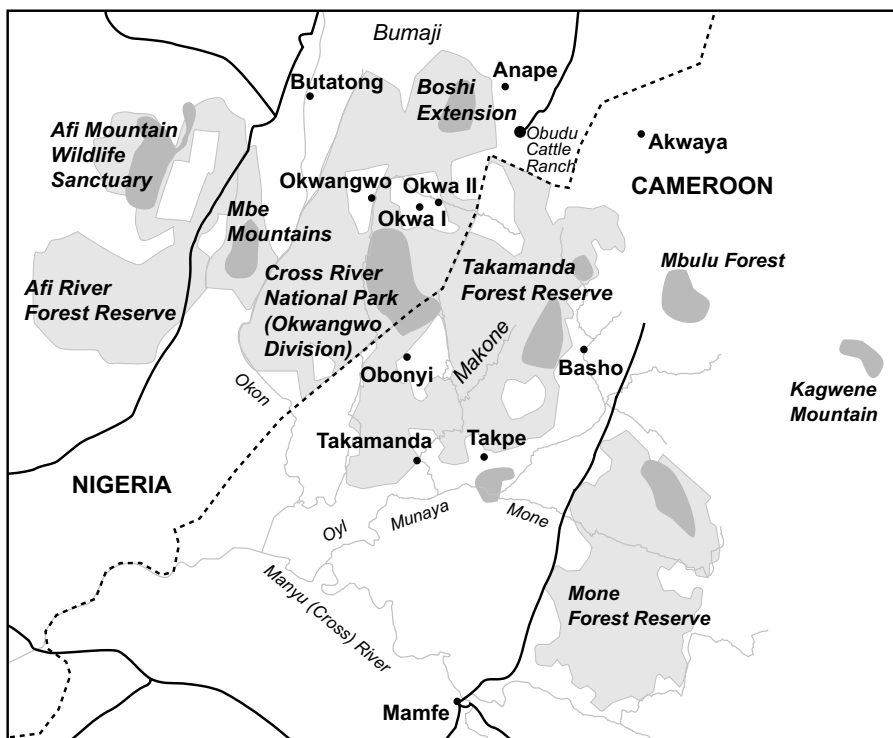 Bumaji
Butatong
Boshi
Extension
Anape
Obudu
Cattle
Ranch
Akwaya
Afi Mountain
Wildlife
Sanctuary
Okwangwo
Okwa II
Okwa I
CAMEROON
Mbe
Mountains
Afi River
Forest Reserve
Cross River
National Park
(Okwangwo
Division)
Takamanda
Forest Reserve
Mbulu Forest
Makone
Obonyi
Basho
Kagwene
Mountain
Okon
Takamanda
Takpe
NIGERIA
Oyl
Munaya
Mone
Manyu (Cross) River
Mone
Forest Reserve
Mamfe